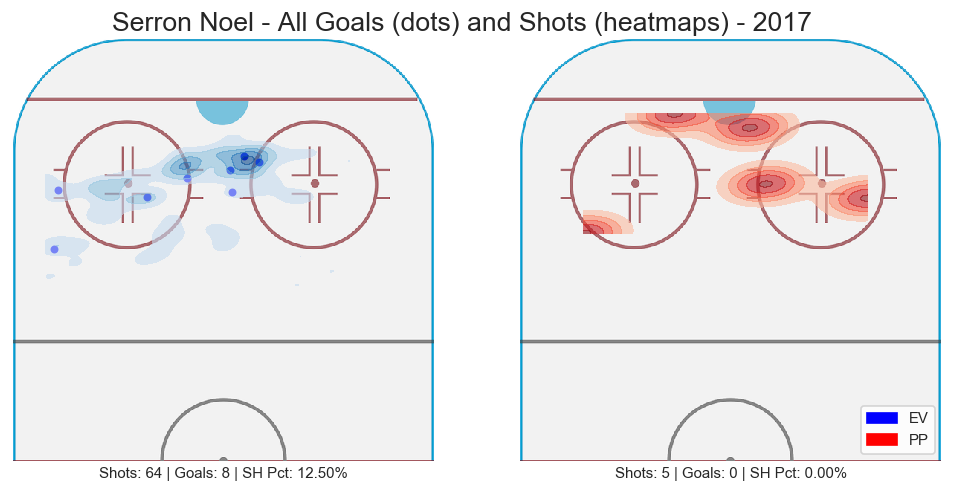 Serron Noel - All Goals (dots) and Shots (heatmaps) - 2017
EV
PP
Shots: 64 | Goals: 8 | SH Pct: 12.50%
Shots: 5 | Goals: 0 | SH Pct: 0.00%